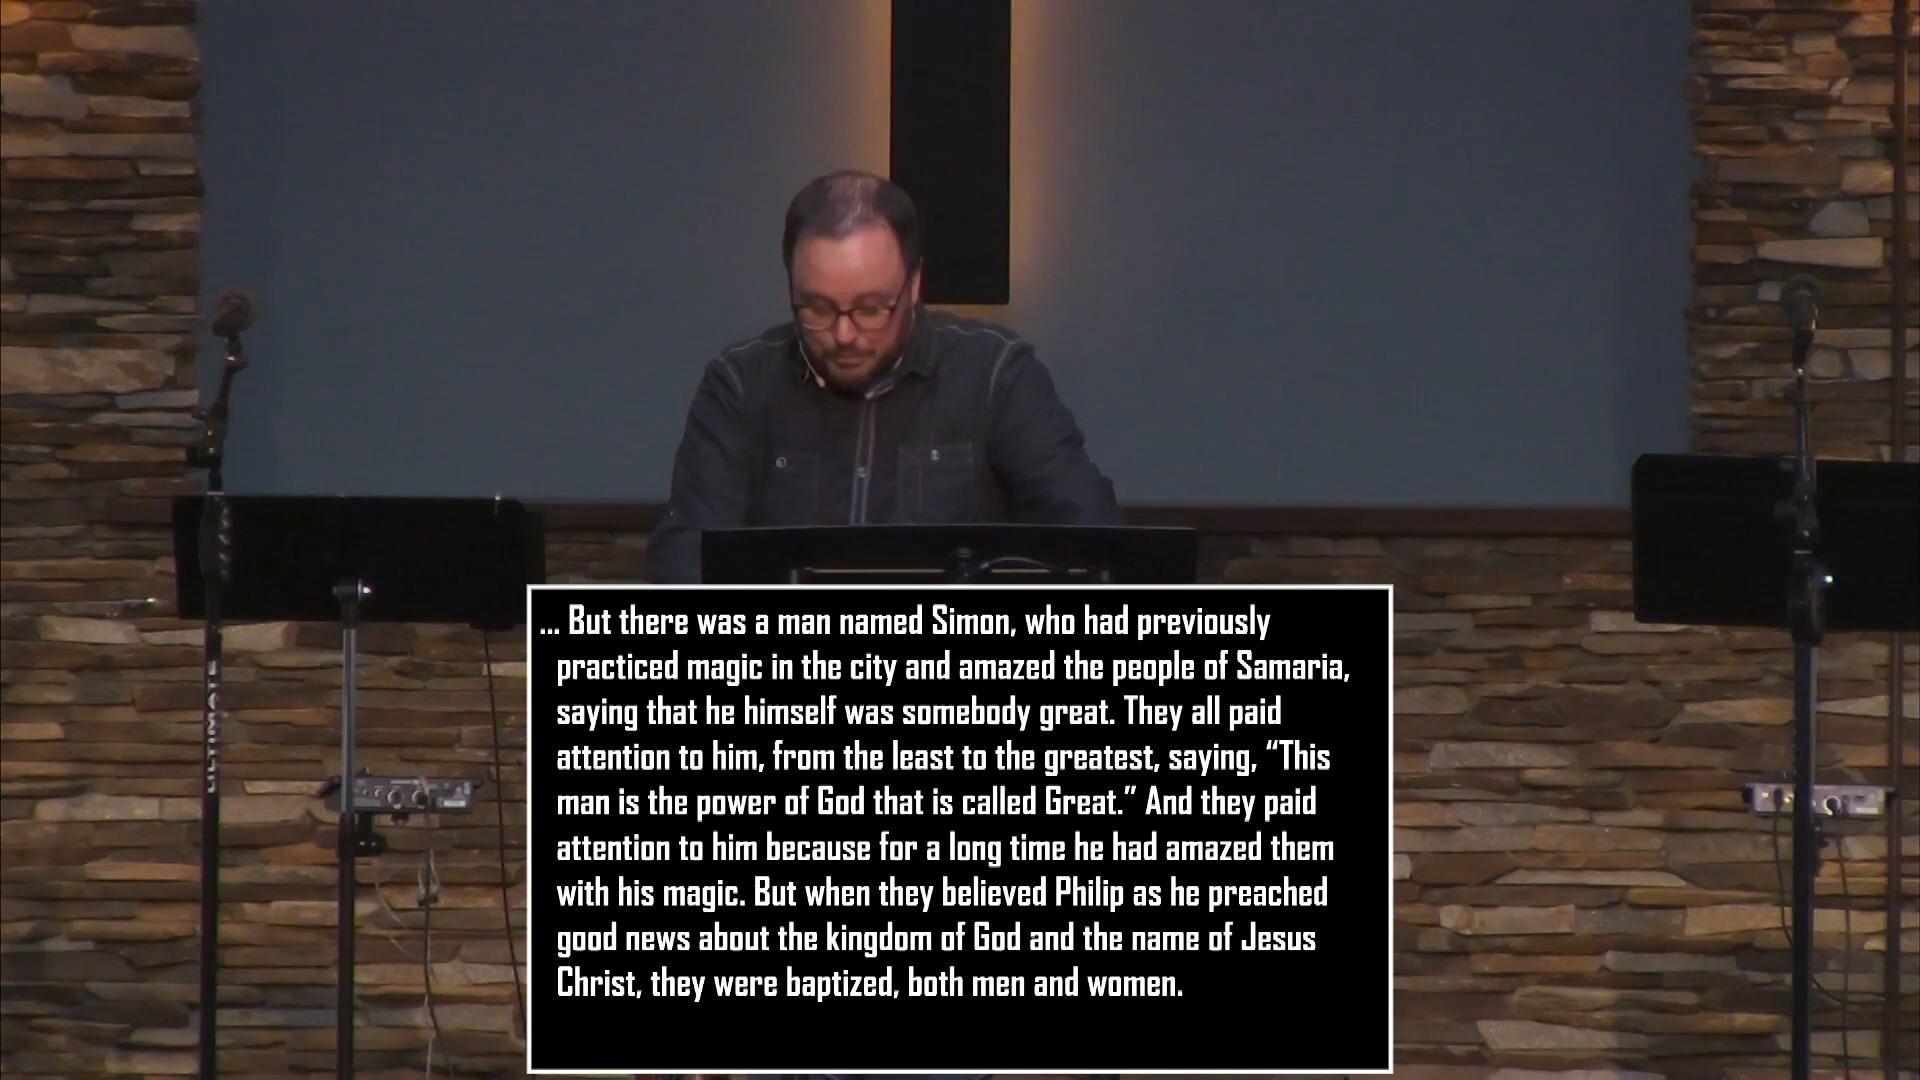 ... But there was a man named Simon, who had previously
practiced magic in the city and amazed the people of Samaria,
saying that he himself was somebody great. They all paid
attention to him, from the least to the greatest, saying, “This
man is the power of God that is called Great.” And they paid
attention to him because for a long time he had amazed them
with his magic. But when they believed Philip as he preached
good news about the kingdom of God and the name of Jesus
Christ, they were baptized, both men and women.
ULTIMATE